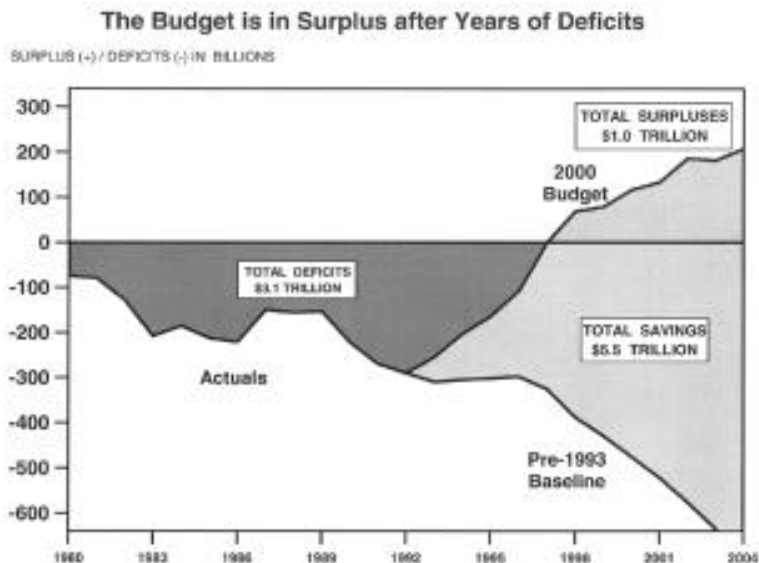 The Budget is in Surplus after Years of Deficits
SURPLUS (+) / DEFICITS (-) IN BILLIONS
300
200
100
0
-100
-200
-300
-400
-500
-600
TOTAL SURPLUSES
$1.0 TRILLION
2000
Budget
TOTAL DEFICITS
$3.1 TRILLION
TOTAL SAVINGS
$5.5 TRILLION
Actuals
Pre-1993
Baseline
1980 1983 1986 1989 1992 1995 1998 2001 2004